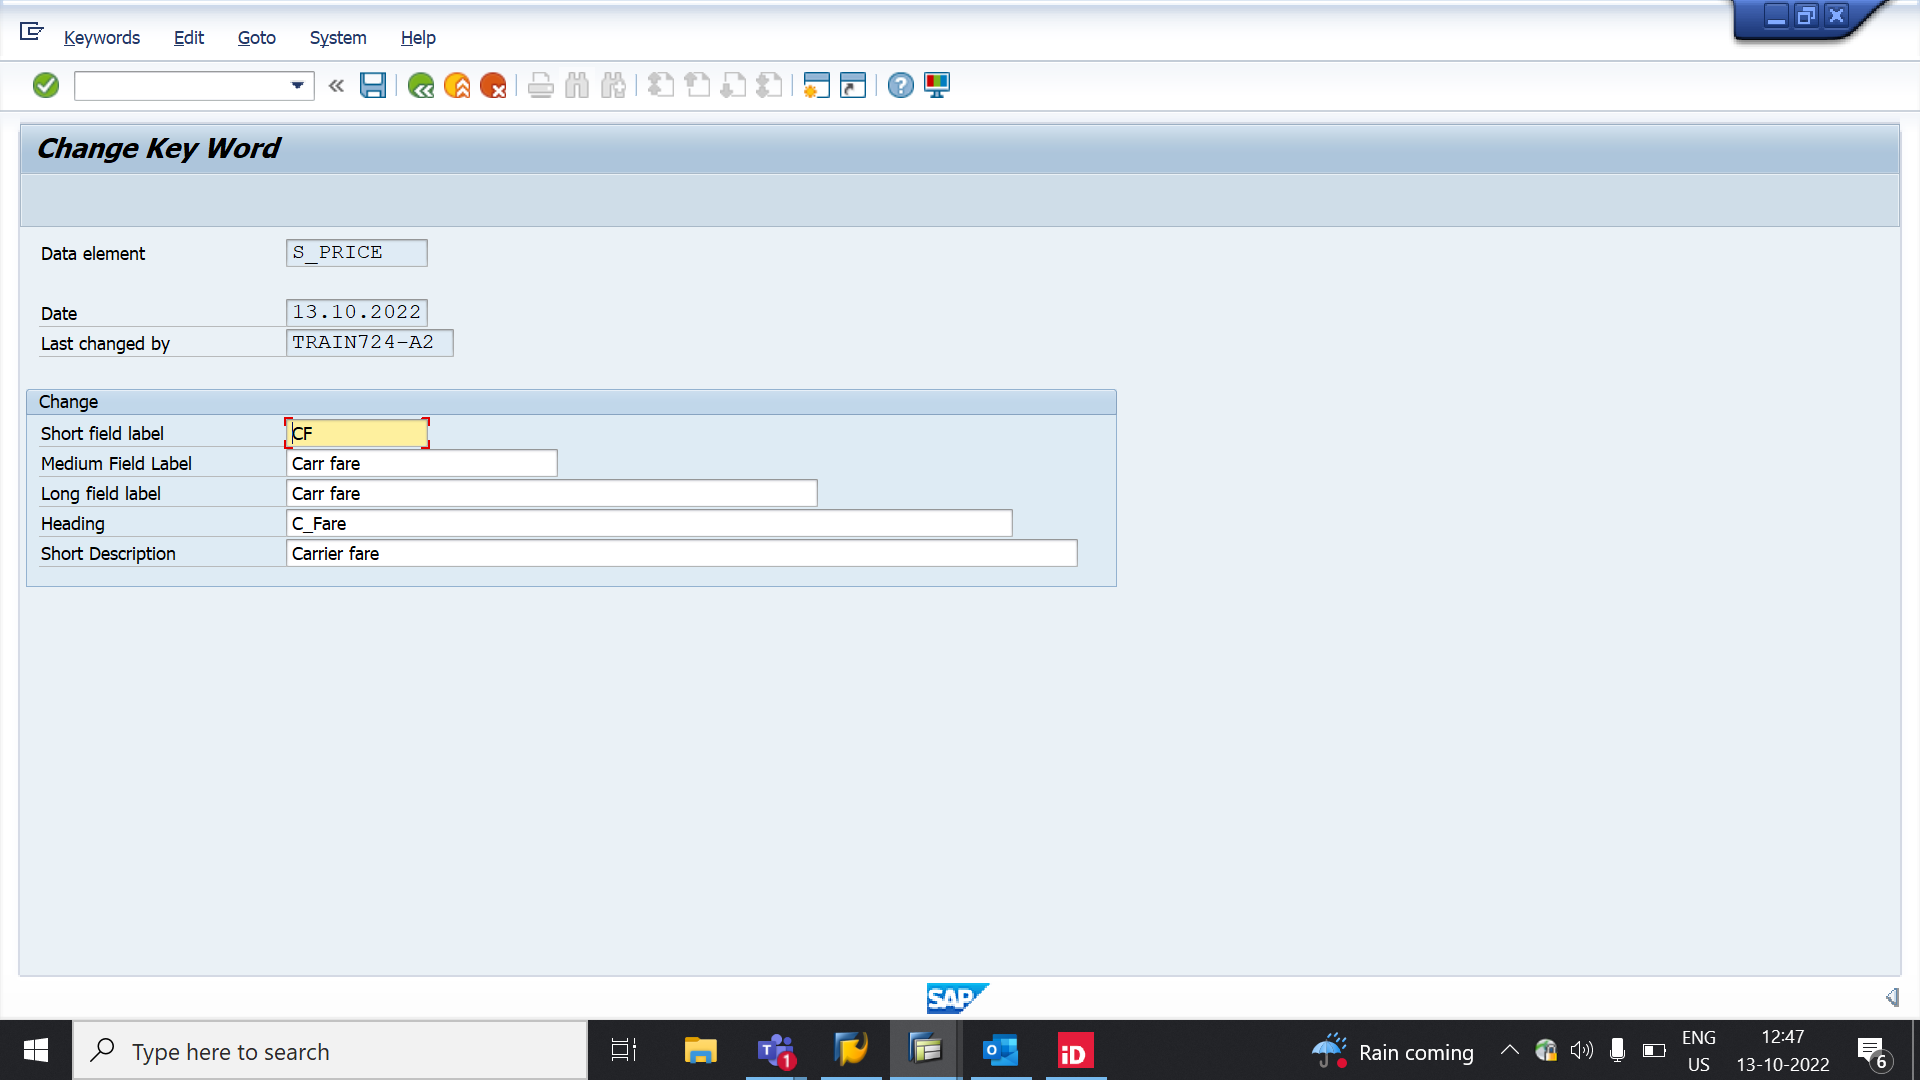 Keywords Edit Goto System Help
Change Key Word
Data element S_PRICE
Date 13.10.2022
Last changed by TRAIN724-A2
Change
Short field label CF
Medium Field Label Carr fare
Long field label Carr fare
Heading C_Fare
Short Description Carrier fare
SAP
Type here to search
T 1
o
iD
Rain coming
ENG
US
12:47
13-10-2022
6